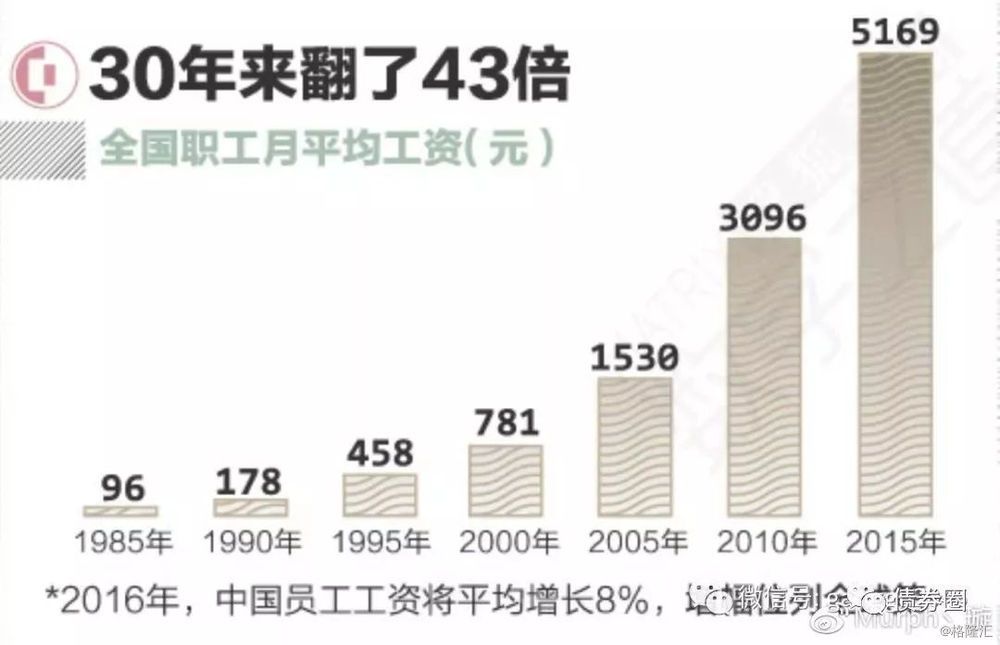 30年来翻了43倍
全国职工月平均工资(元)
5169
3096
1530
781
458
178
96
1985年 1990年 1995年 2000年 2005年 2010年 2015年
*2016年，中国员工工资将平均增长8%，
微信号
债券圈
@格隆汇